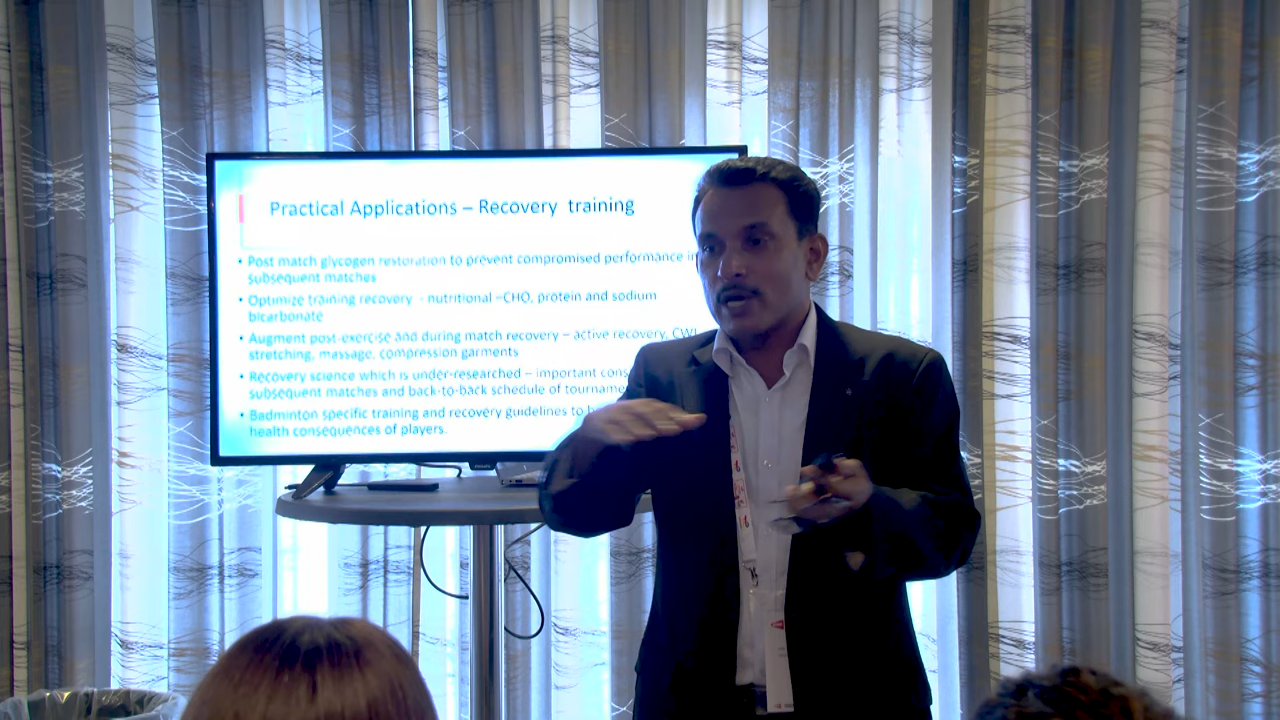 Practical Applications – Recovery training
• Post match glycogen restoration to prevent compromised performance in
subsequent matches
• Optimize training recovery - nutritional –CHO, protein and sodium
bicarbonate
• Augment post-exercise and during match recovery – active recovery, CWI
stretching, massage, compression garments
• Recovery science which is under-researched – important
subsequent matches and back-to-back schedule of
• Badminton specific training and recovery guidelines to
health consequences of players.